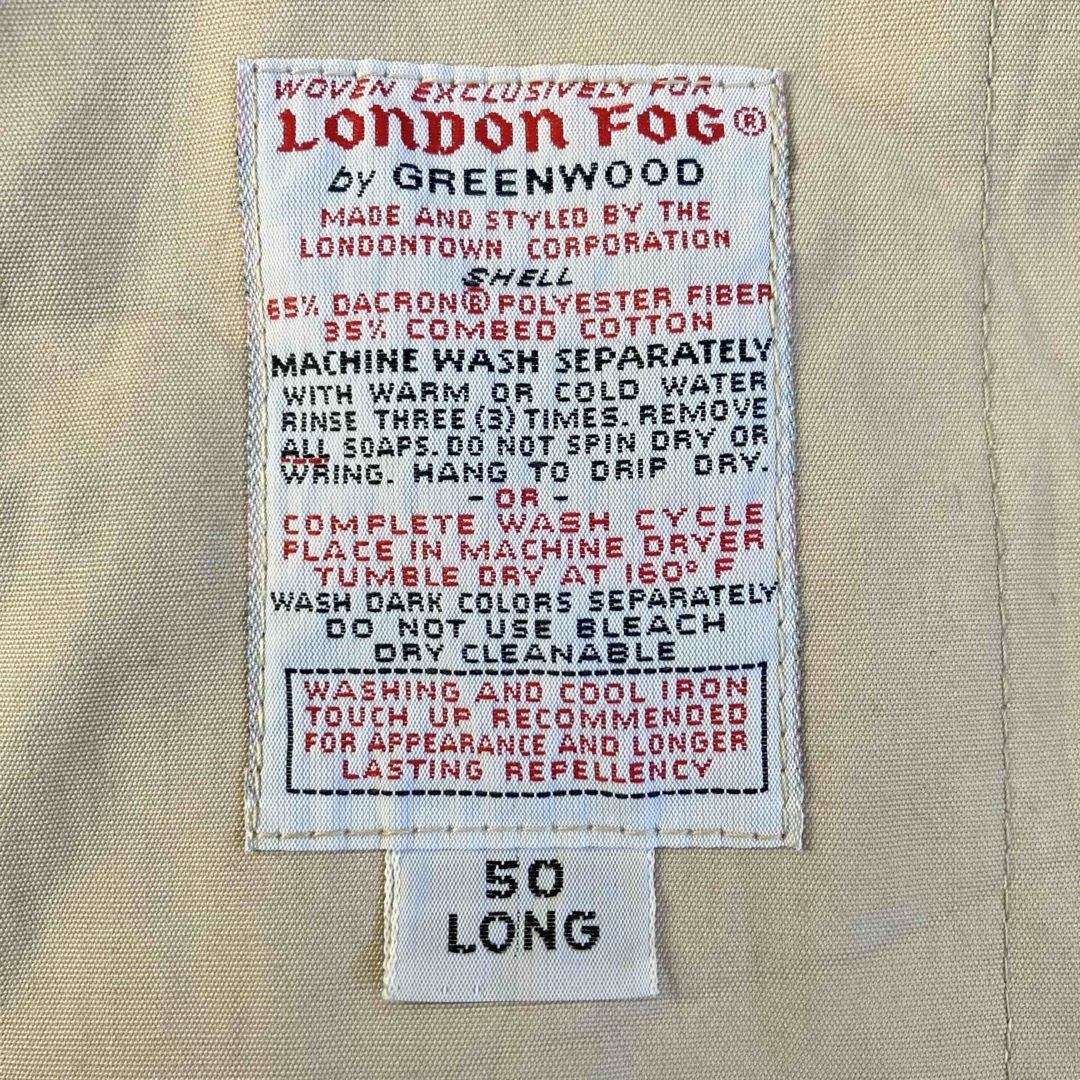 WOVEN EXCLUSIVELY FOR
LONDON FOG®
by GREENWOOD
MADE AND STYLED BY THE
LONDONTOWN CORPORATION
SHELL
65% DACRON® POLYESTER FIBER
35% COMBED COTTON
MACHINE WASH SEPARATELY
WITH WARM OR COLD WATER
RINSE THREE (3) TIMES. REMOVE
ALL SOAPS. DO NOT SPIN DRY OR
WRING. HANG TO DRIP DRY.
- OR -
COMPLETE WASH CYCLE
PLACE IN MACHINE DRYER
TUMBLE DRY AT 160° F
WASH DARK COLORS SEPARATELY
DO NOT USE BLEACH
DRY CLEANABLE
WASHING AND COOL IRON
TOUCH UP RECOMMENDED
FOR APPEARANCE AND LONGER
LASTING REPELLENCY
50
LONG